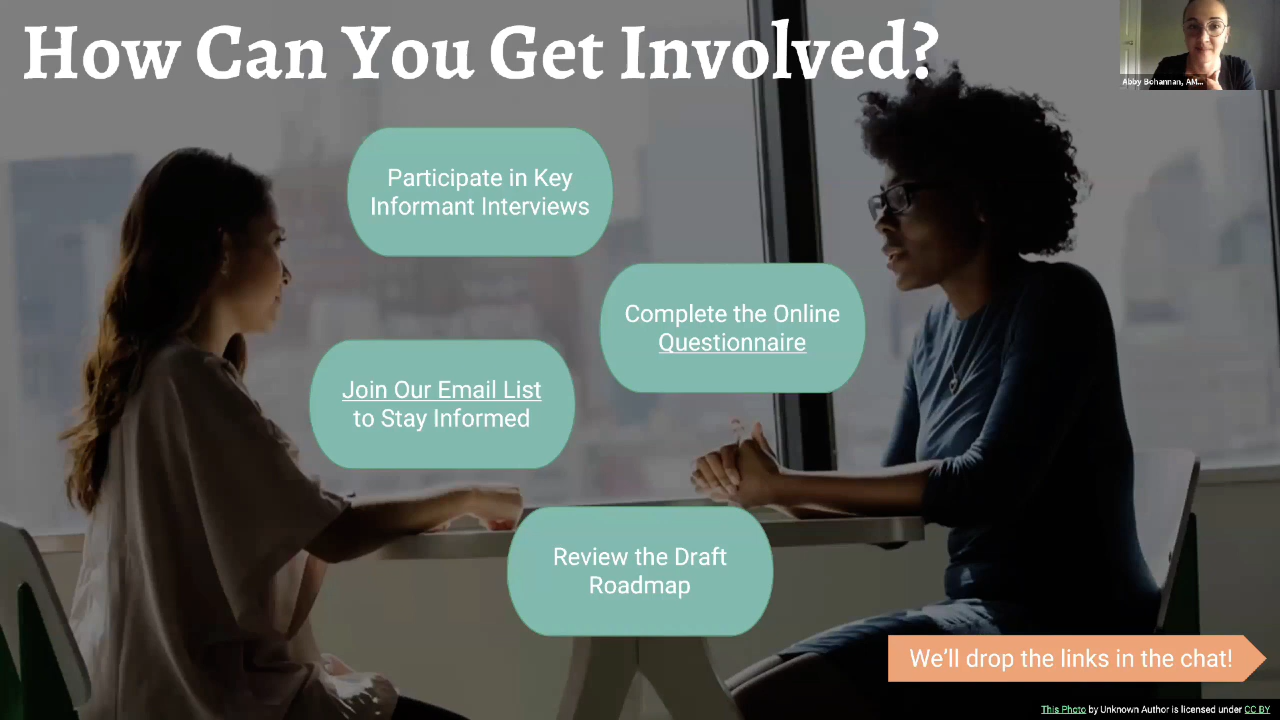 How Can You Get Involved?
Abby Bohannan, AM...
Participate in Key
Informant Interviews
Complete the Online
Questionnaire
Join Our Email List
to Stay Informed
Review the Draft
Roadmap
We'll drop the links in the chat!
This Photo by Unknown Author is licensed under CC BY